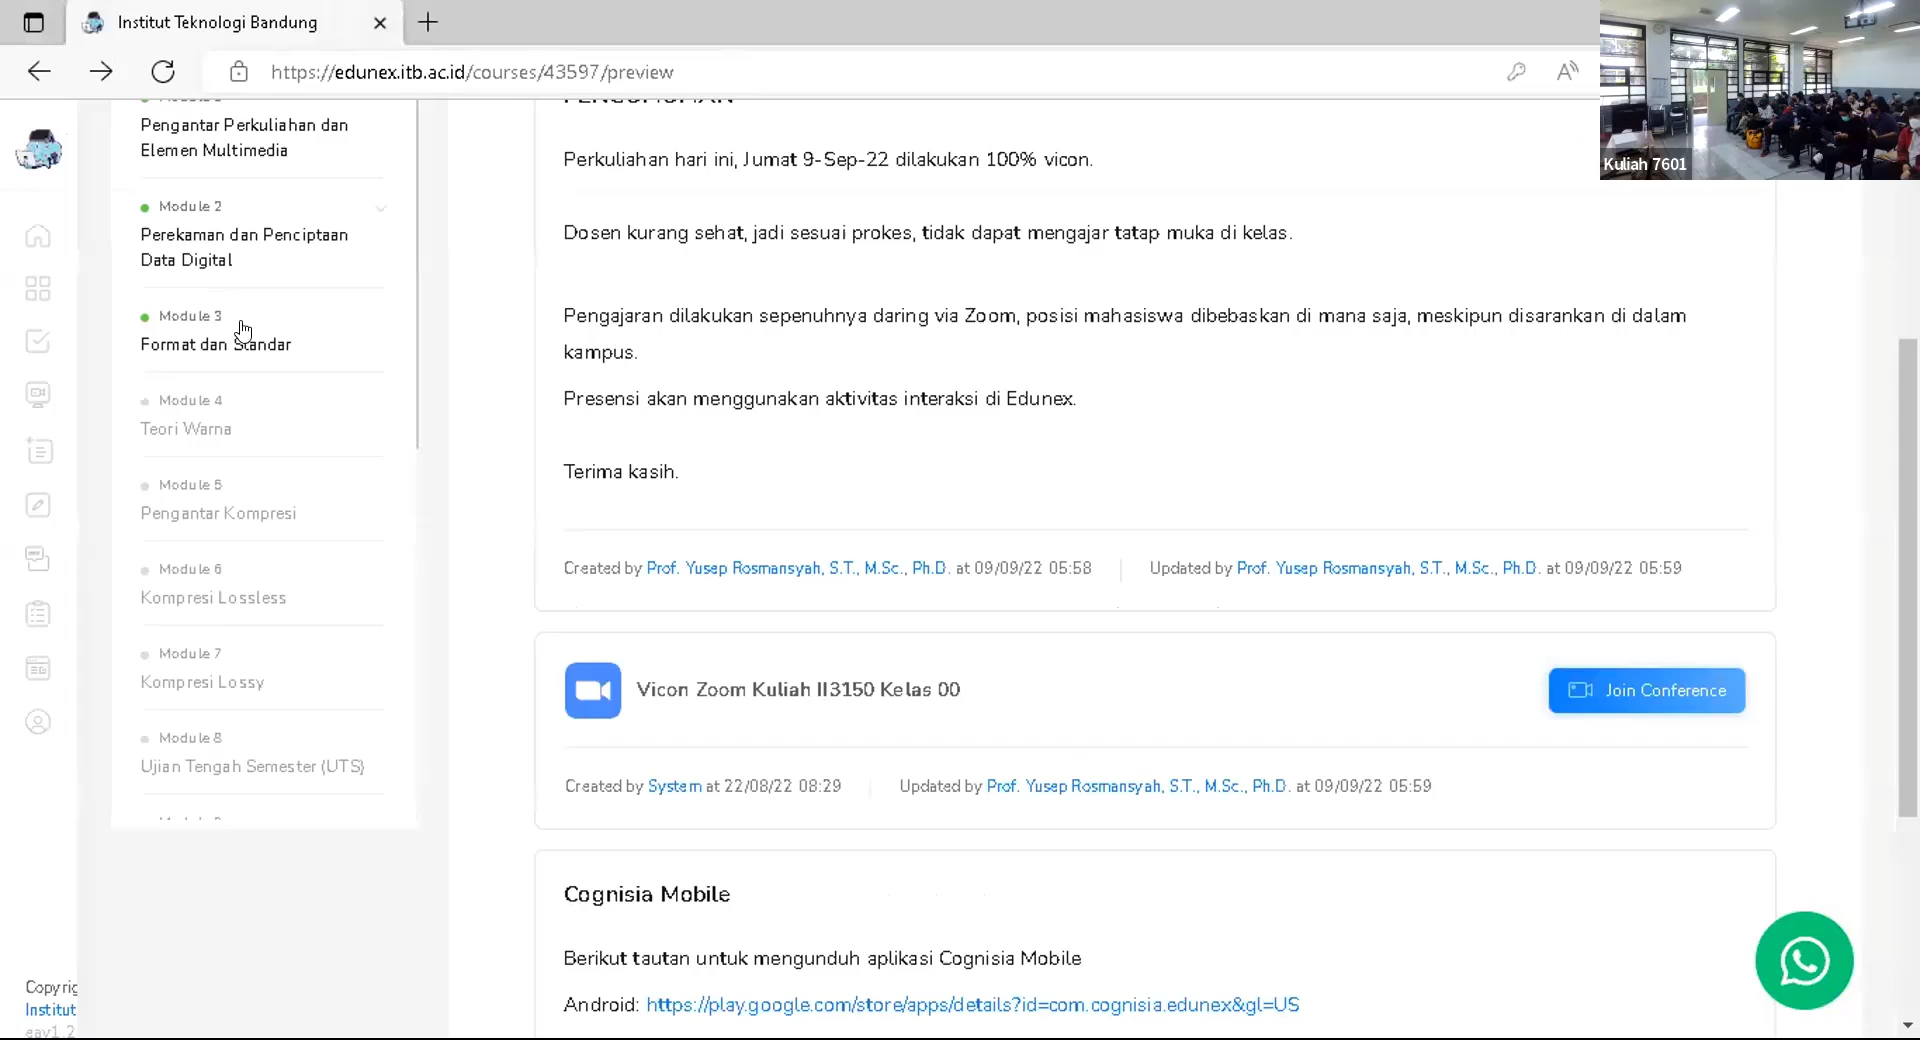 Institut Teknologi Bandung
https://edunex.itb.ac.id/courses/43597/preview
Kuliah 7601
Pengantar Perkuliahan dan
Elemen Multimedia
Module 2
Perekaman dan Penciptaan
Data Digital
Module 3
Format dan Standar
Module 4
Teori Warna
Module 5
Pengantar Kompresi
Module 6
Kompresi Lossless
Module 7
Kompresi Lossy
Module 8
Ujian Tengah Semester (UTS)
Copyrig
Institut
PENGUMUMAN
Perkuliahan hari ini, Jumat 9-Sep-22 dilakukan 100% vicon.
Dosen kurang sehat, jadi sesuai prokes, tidak dapat mengajar tatap muka di kelas.
Pengajaran dilakukan sepenuhnya daring via Zoom, posisi mahasiswa dibebaskan di mana saja, meskipun disarankan di dalam
kampus.
Presensi akan menggunakan aktivitas interaksi di Edunex.
Terima kasih.
Created by Prof. Yusep Rosmansyah, S.T., M.Sc., Ph.D. at 09/09/22 05:58
Updated by Prof. Yusep Rosmansyah, S.T., M.Sc., Ph.D. at 09/09/22 05:59
Vicon Zoom Kuliah II3150 Kelas 00
Join Conference
Created by System at 22/08/22 08:29
Updated by Prof. Yusep Rosmansyah, S.T., M.Sc., Ph.D. at 09/09/22 05:59
Cognisia Mobile
Berikut tautan untuk mengunduh aplikasi Cognisia Mobile
Android: https://play.google.com/store/apps/details?id=com.cognisia.edunex&gl=US